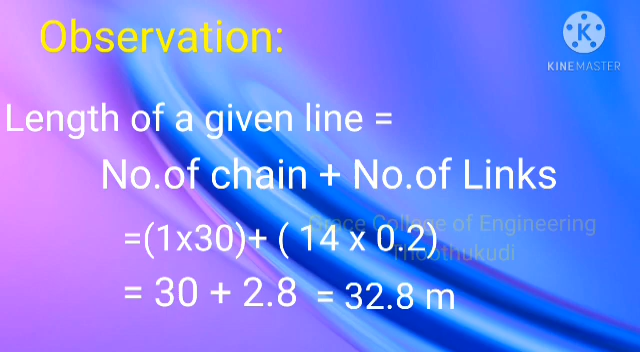 Observation:
KINEMASTER
Length of a given line =
No.of chain + No.of Links
Grace College of Engineering
=(1x30)+ ( 14 x 0.2)
Thoothukudi
= 30 + 2.8 = 32.8 m